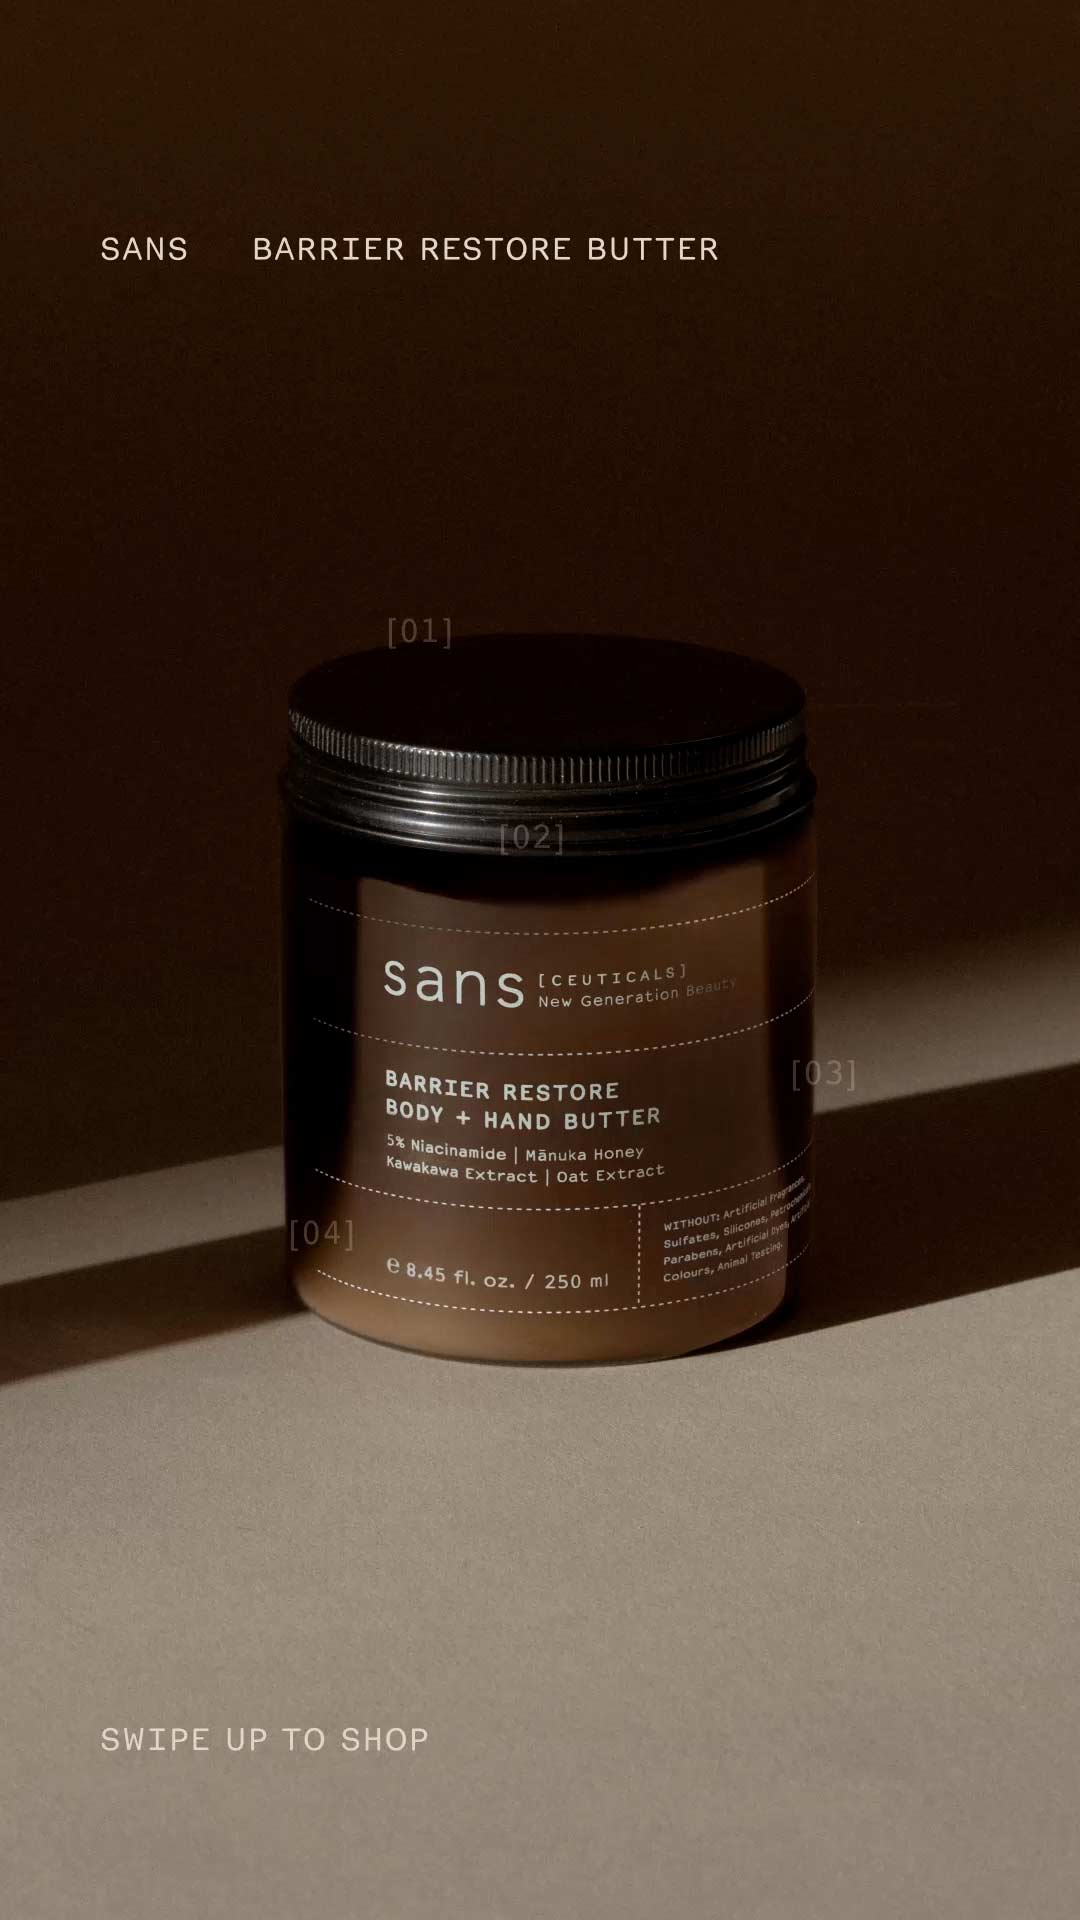 SANS BARRIER RESTORE BUTTER
[01]
[02]
sans [CEUTICALS]
New Generation Beauty
[03]
BARRIER RESTORE
BODY + HAND BUTTER
5% Niacinamide | Mānuka Honey
Kawakawa Extract | Oat Extract
[04]
℮ 8.45 fl. oz. / 250 ml
WITHOUT: Artificial Fragrances,
Sulfates, Silicones, Petrochemicals,
Parabens, Artificial Dyes, Artificial
Colours, Animal Testing.
SWIPE UP TO SHOP